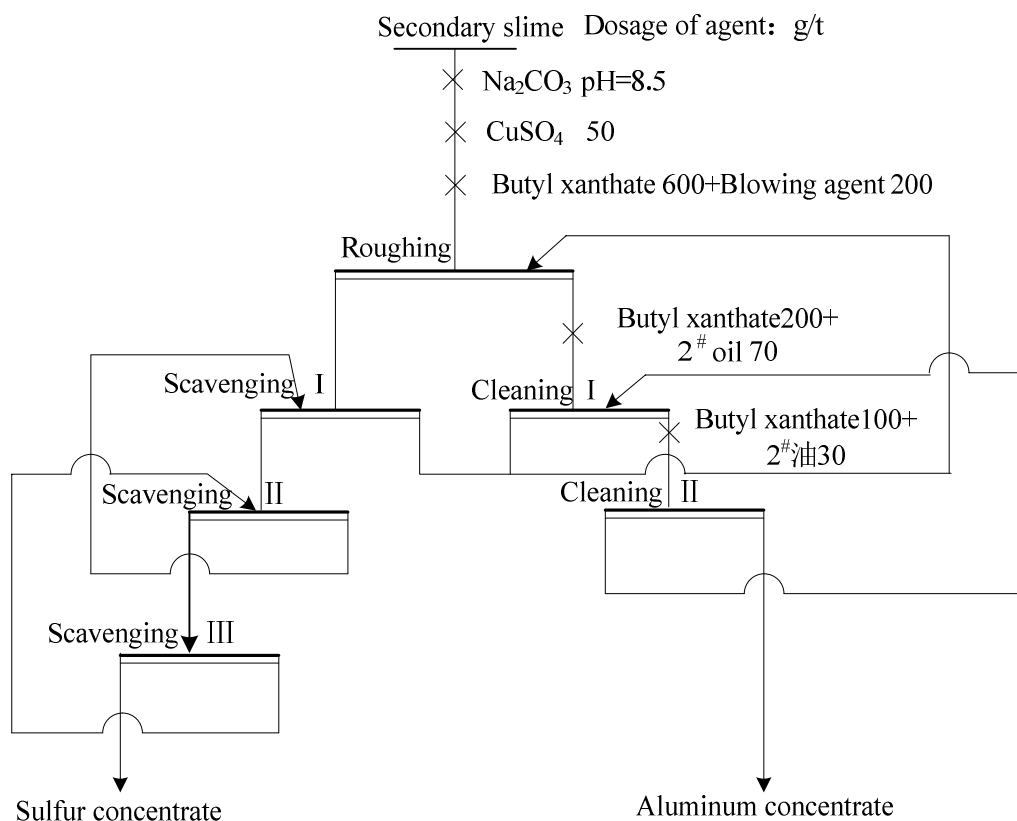 Secondary slime Dosage of agent：g/t
Na₂CO₃ pH=8.5
CuSO₄ 50
Butyl xanthate 600+Blowing agent 200
Roughing
Butyl xanthate200+
2# oil 70
Scavenging Ⅰ
Cleaning Ⅰ
Butyl xanthate100+
2#油30
Scavenging Ⅱ
Cleaning Ⅱ
Scavenging Ⅲ
Sulfur concentrate
Aluminum concentrate